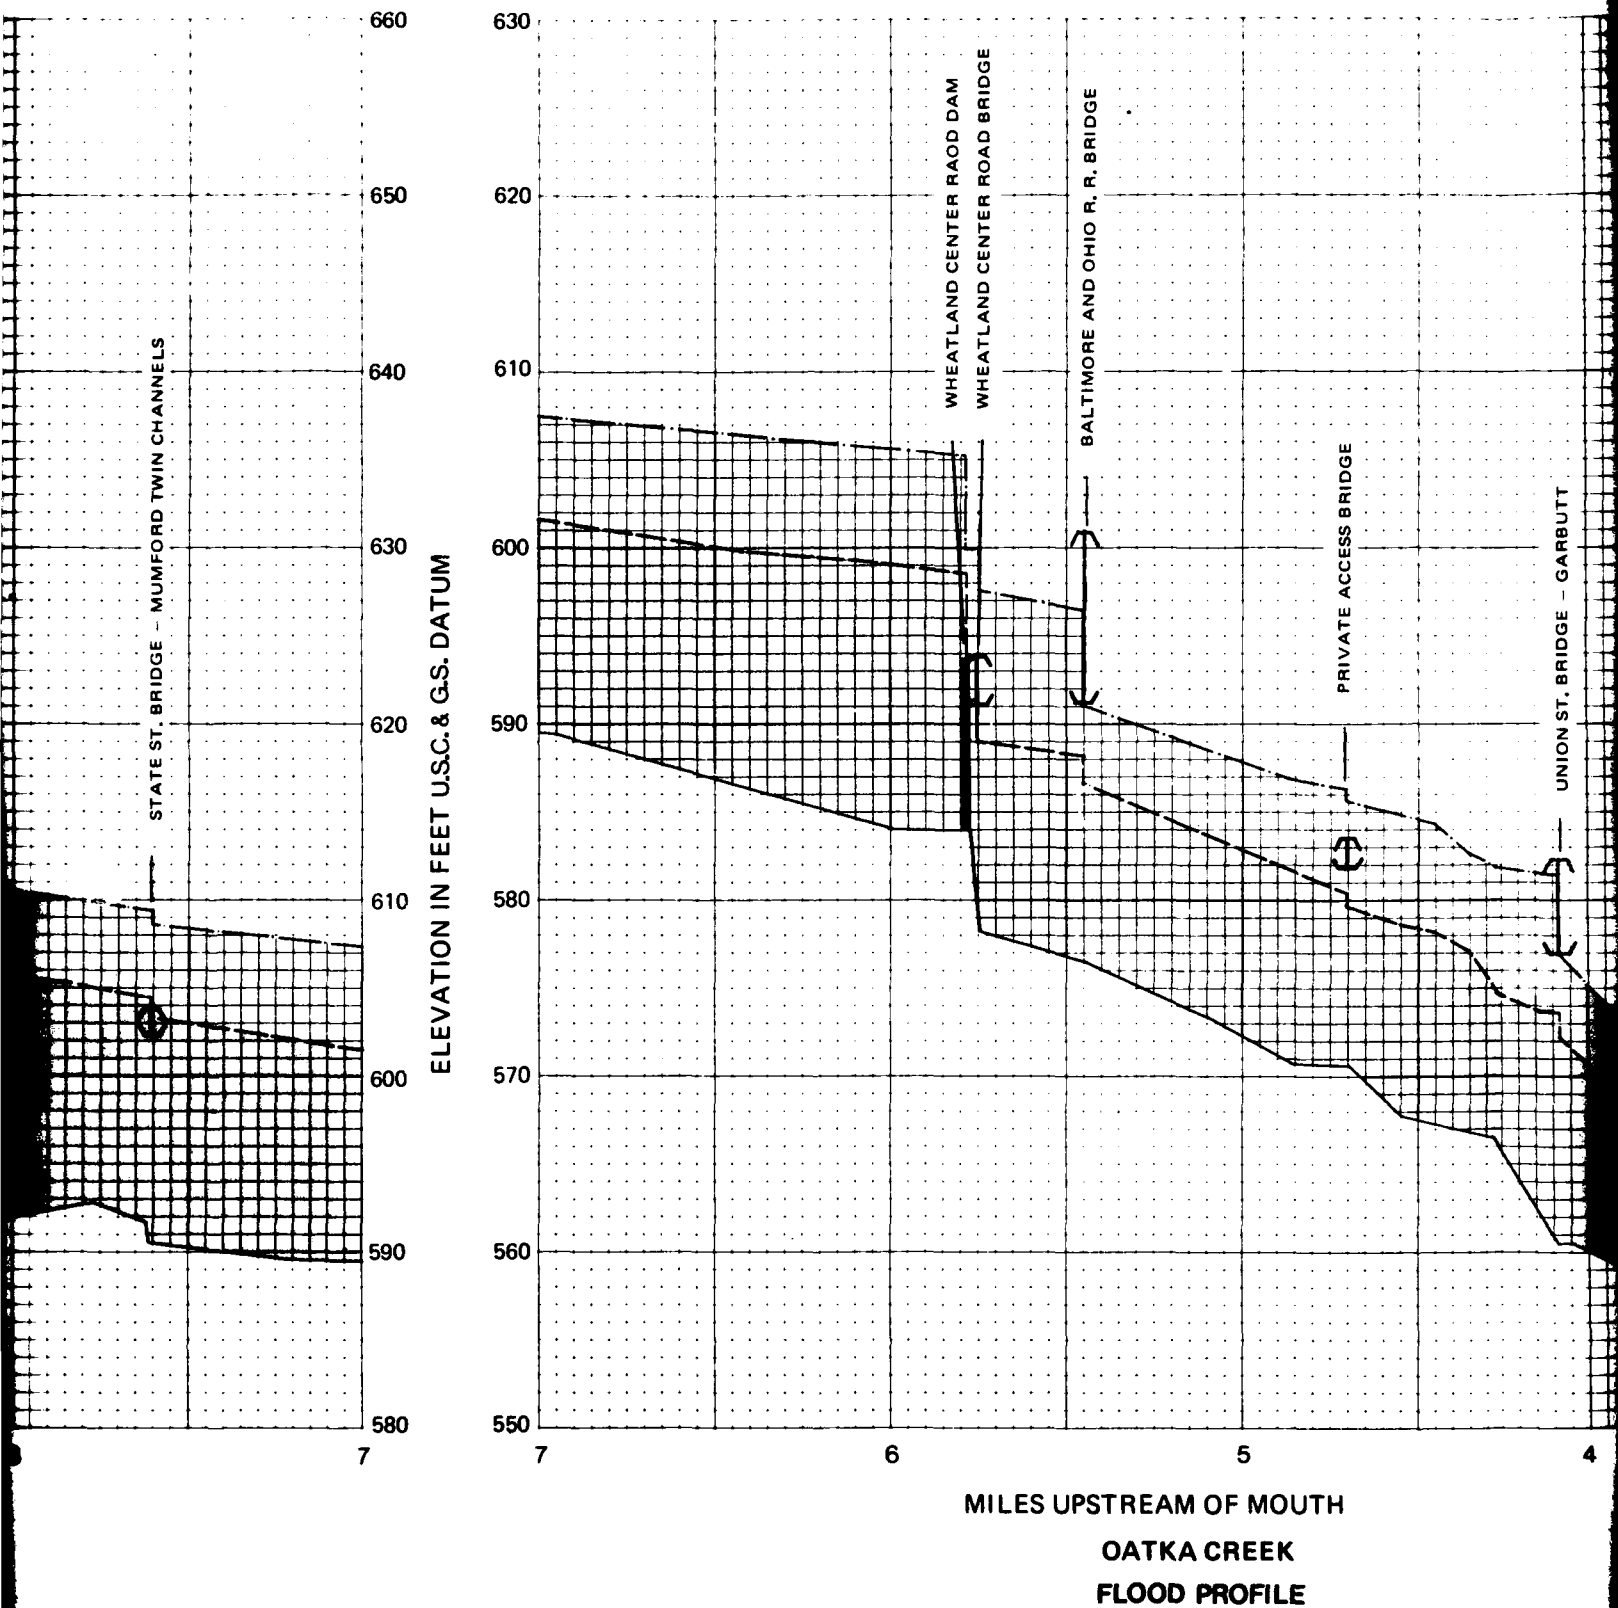 660
650
640
630
620
610
600
590
580
7
STATE ST. BRIDGE – MUMFORD TWIN CHANNELS
ELEVATION IN FEET U.S.C. & G.S. DATUM
630
620
610
600
590
580
570
560
550
WHEATLAND CENTER RAOD DAM
WHEATLAND CENTER ROAD BRIDGE
BALTIMORE AND OHIO R. R. BRIDGE
PRIVATE ACCESS BRIDGE
UNION ST. BRIDGE – GARBUTT
7
6
5
4
MILES UPSTREAM OF MOUTH
OATKA CREEK
FLOOD PROFILE